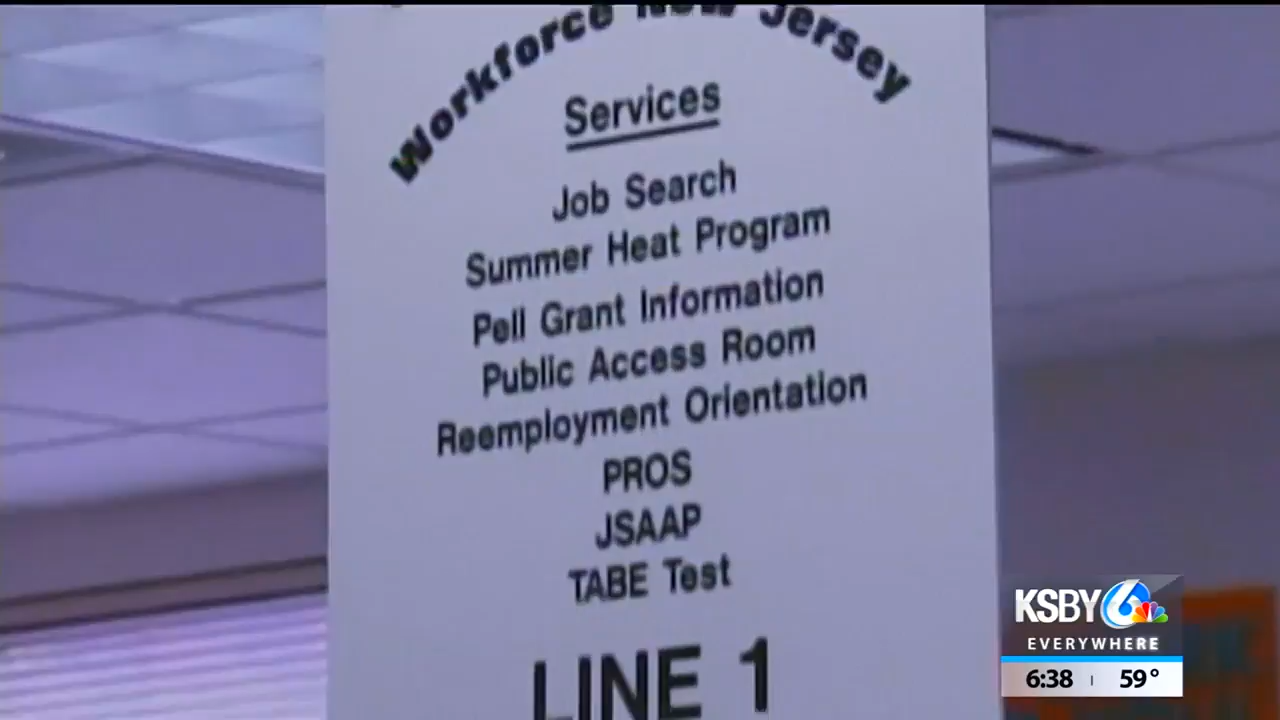 Workforce New Jersey
Services
Job Search
Summer Heat Program
Pell Grant Information
Public Access Room
Reemployment Orientation
PROS
JSAAP
TABE Test
LINE 1
KSBY 6
EVERYWHERE
6:38 59°